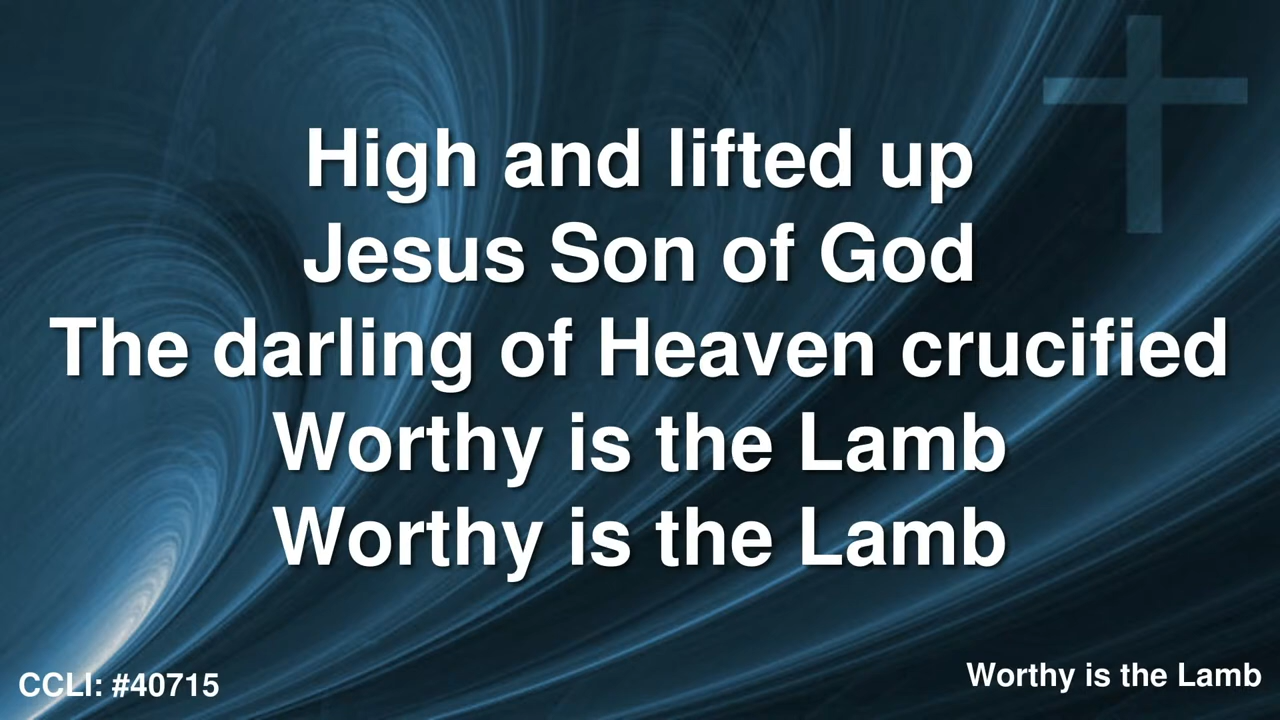 High and lifted up
Jesus Son of God
The darling of Heaven crucified
Worthy is the Lamb
Worthy is the Lamb
CCLI: #40715
Worthy is the Lamb